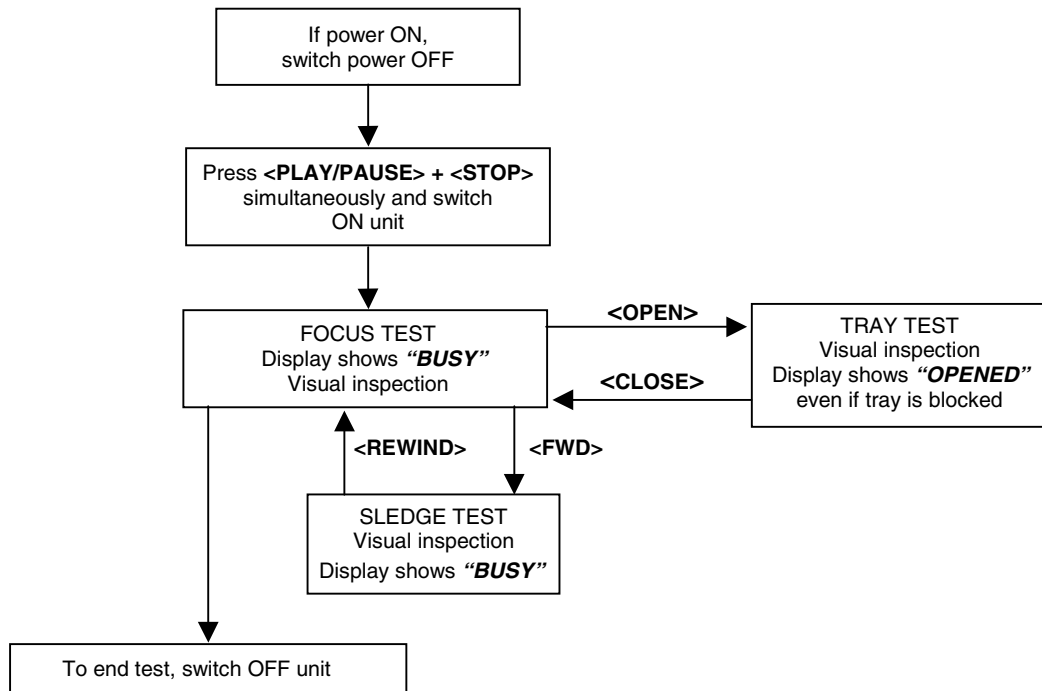 If power ON,
switch power OFF
Press <PLAY/PAUSE> + <STOP>
simultaneously and switch
ON unit
FOCUS TEST
Display shows “BUSY”
Visual inspection
<OPEN>
<CLOSE>
TRAY TEST
Visual inspection
Display shows “OPENED”
even if tray is blocked
<REWIND>
<FWD>
SLEDGE TEST
Visual inspection
Display shows “BUSY”
To end test, switch OFF unit